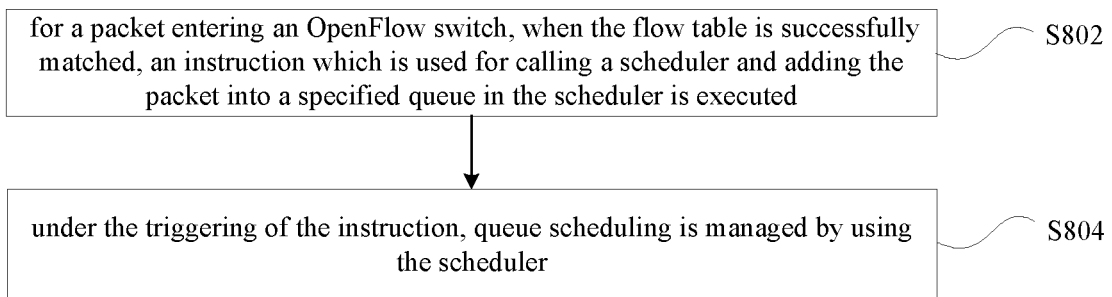 for a packet entering an OpenFlow switch, when the flow table is successfully
matched, an instruction which is used for calling a scheduler and adding the
packet into a specified queue in the scheduler is executed
S802
under the triggering of the instruction, queue scheduling is managed by using
the scheduler
S804